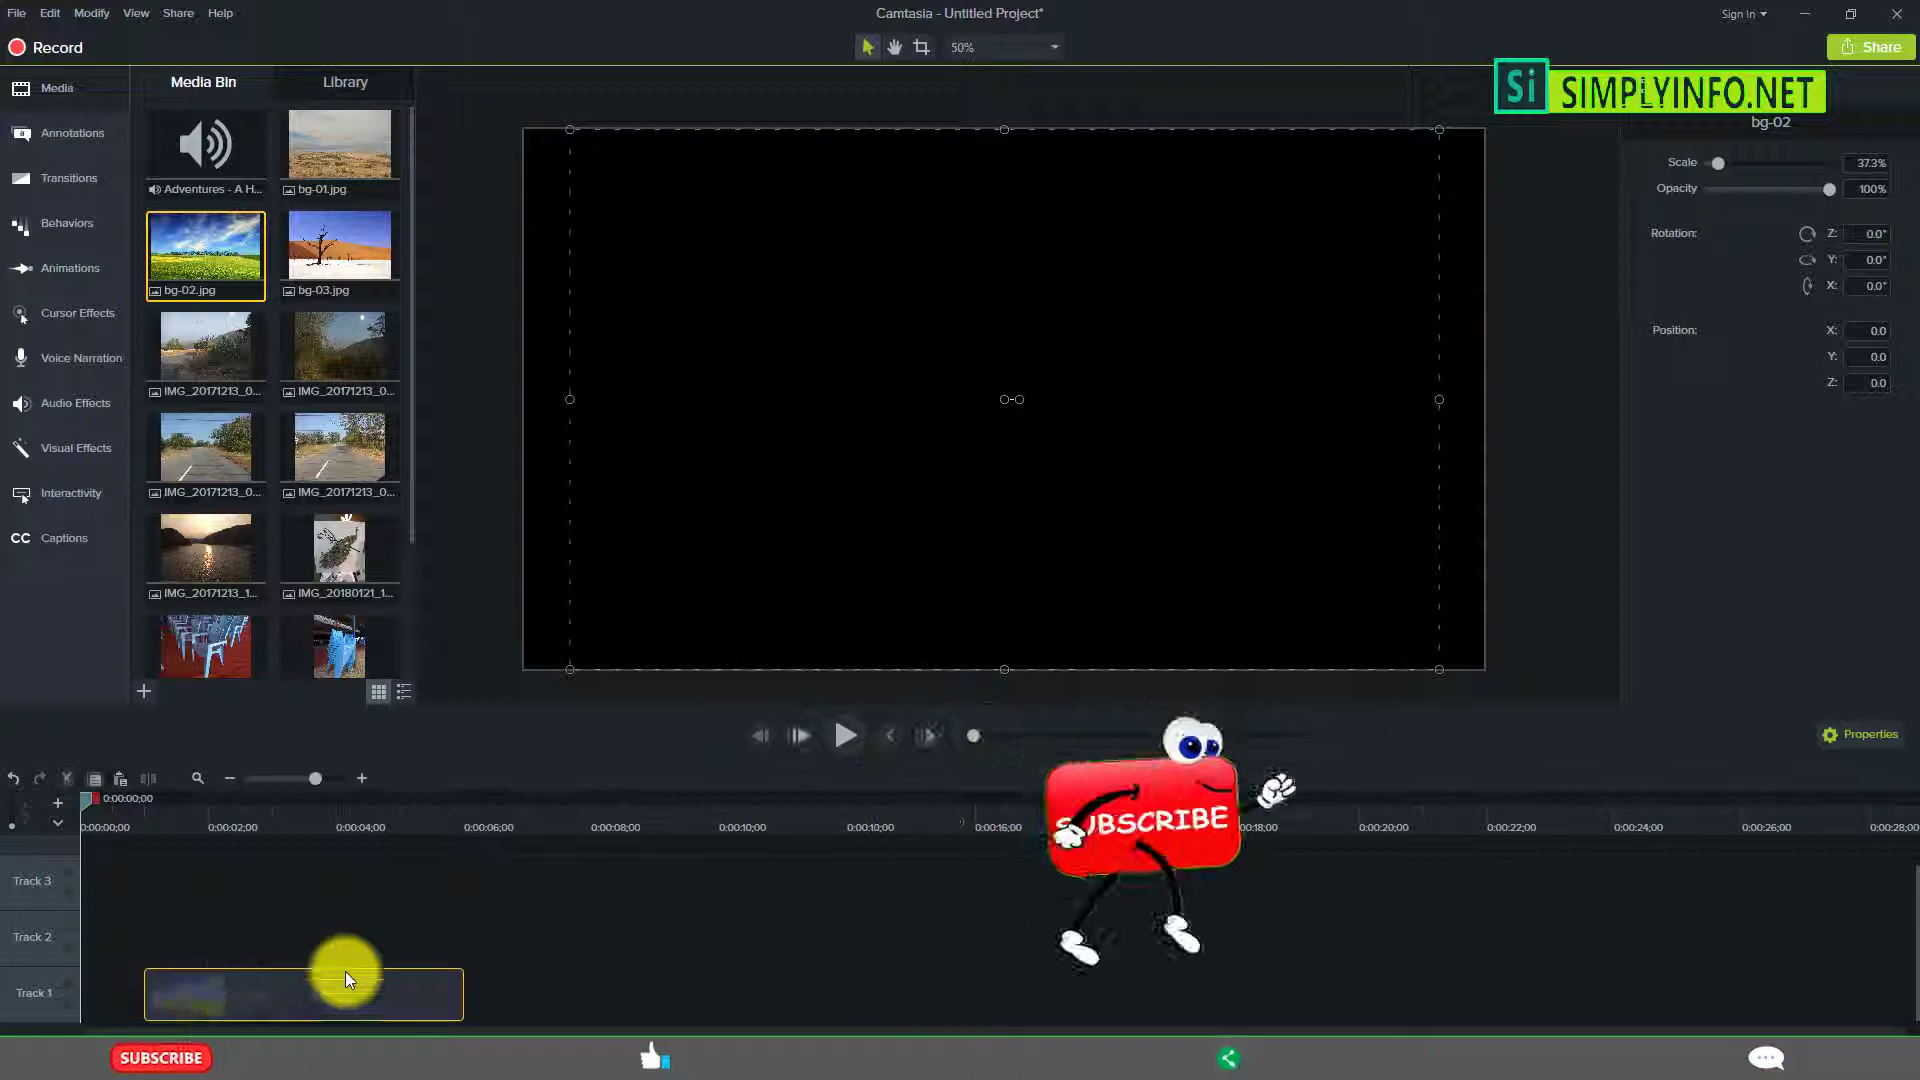 File Edit Modify View Share Help
Camtasia - Untitled Project*
Sign In
Record
50%
Share
Media
Media Bin
Library
Si SIMPLYINFO.NET
bg-02
Annotations
Transitions
Behaviors
Animations
Cursor Effects
Voice Narration
Audio Effects
Visual Effects
Interactivity
CC Captions
Adventures - A H...
bg-01.jpg
bg-02.jpg
bg-03.jpg
IMG_20171213_0...
IMG_20171213_0...
IMG_20171213_0...
IMG_20171213_0...
IMG_20171213_1...
IMG_20180121_1...
Scale 37.3%
Opacity 100%
Rotation: Z: 0.0°
Y: 0.0°
X: 0.0°
Position: X: 0.0
Y: 0.0
Z: 0.0
Properties
0:00:00;00
0:00:00;00 0:00:02;00 0:00:04;00 0:00:06;00 0:00:08;00 0:00:10;00 0:00:10;00 0:00:16;00 0:00:18;00 0:00:20;00 0:00:22;00 0:00:24;00 0:00:26;00 0:00:28;00
SUBSCRIBE
Track 3
Track 2
Track 1
SUBSCRIBE